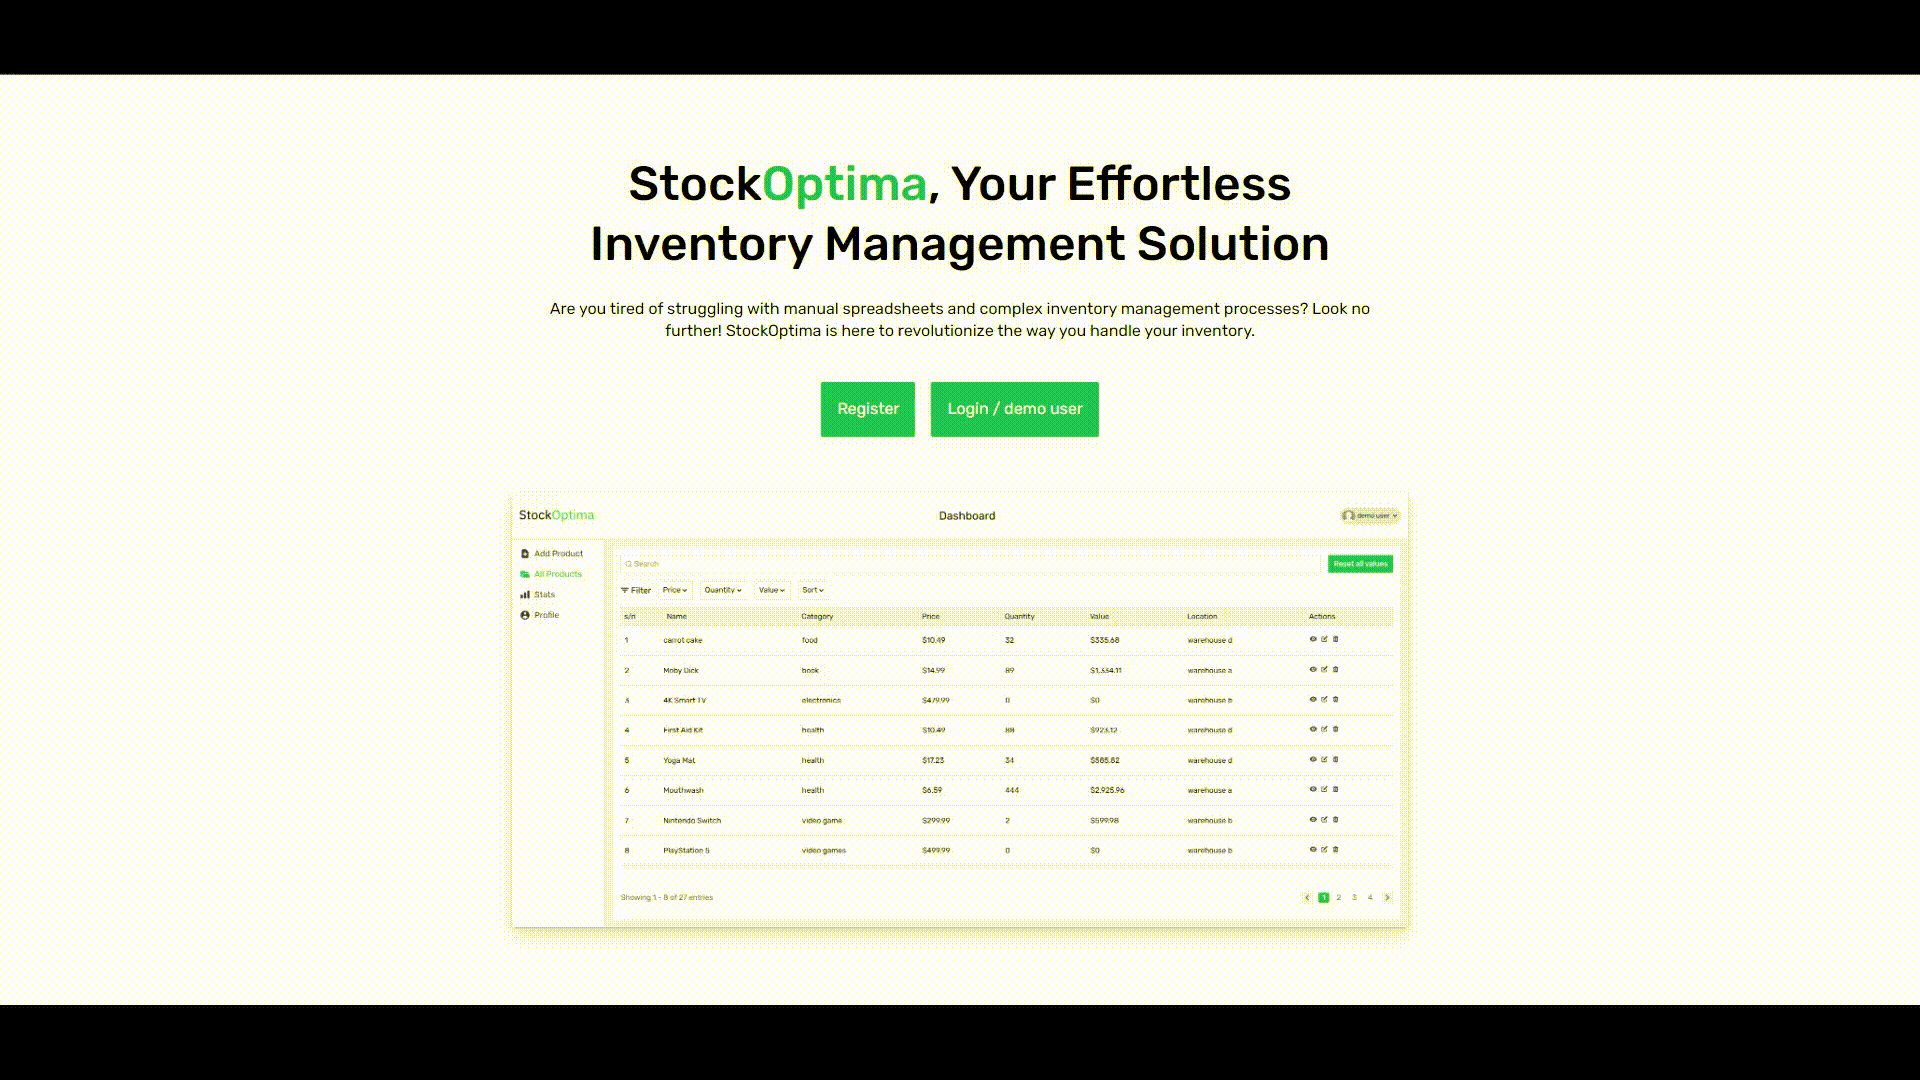 StockOptima, Your Effortless
Inventory Management Solution
Are you tired of struggling with manual spreadsheets and complex inventory management processes? Look no
further! StockOptima is here to revolutionize the way you handle your inventory.
Register Login / demo user
StockOptima Dashboard demo user
Add Product
All Products
Stats
Profile
Search Reset all values
Filter Price Quantity Value Sort
s/n Name Category Price Quantity Value Location Actions
1 carrot cake food $10.49 32 $335.68 warehouse d
2 Moby Dick book $14.99 89 $1,334.11 warehouse a
3 4K Smart TV electronics $479.99 0 $0 warehouse b
4 First Aid Kit health $10.49 88 $923.12 warehouse d
5 Yoga Mat health $17.23 34 $585.82 warehouse d
6 Mouthwash health $6.59 444 $2,925.96 warehouse a
7 Nintendo Switch video game $299.99 2 $599.98 warehouse b
8 PlayStation 5 video games $499.99 0 $0 warehouse b
Showing 1 - 8 of 27 entries 1 2 3 4